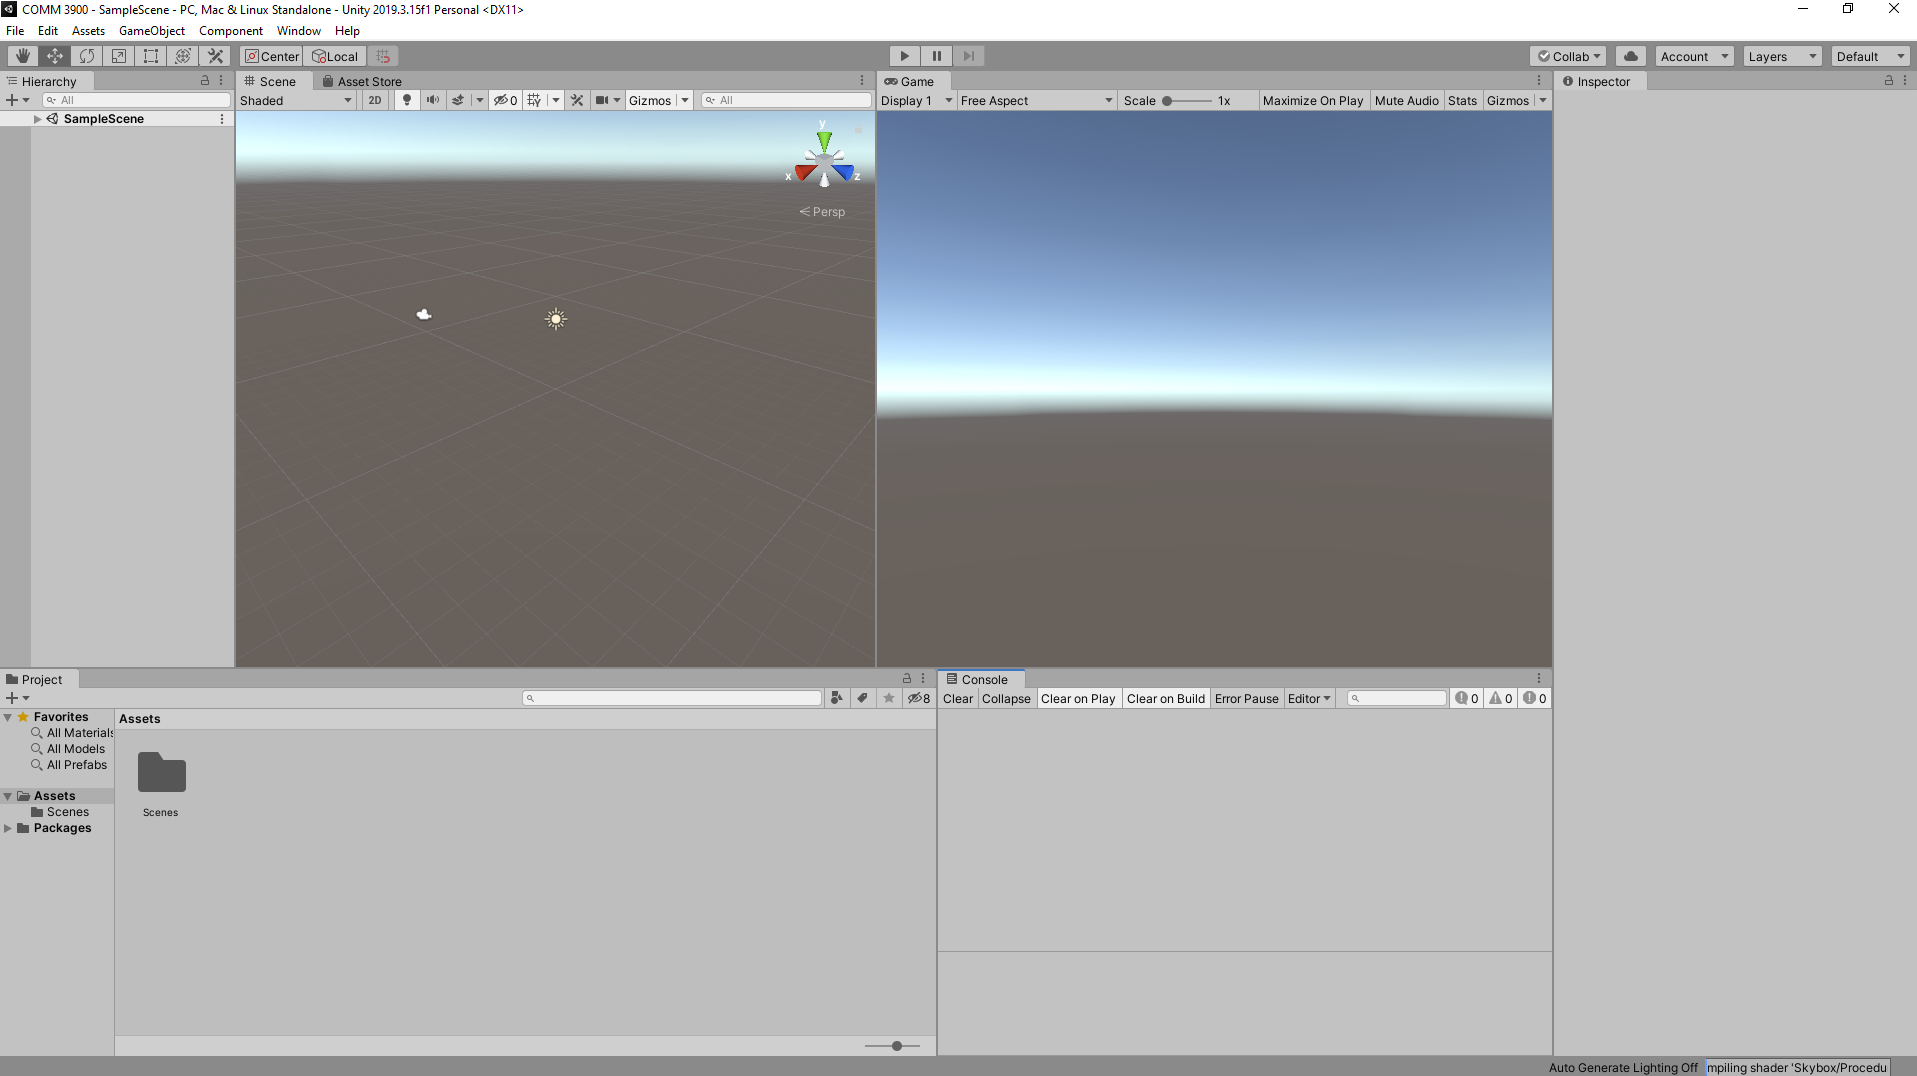 COMM 3900 - SampleScene - PC, Mac & Linux Standalone - Unity 2019.3.15f1 Personal <DX11>
File Edit Assets GameObject Component Window Help
Center Local Collab Account Layers Default
Hierarchy
All
SampleScene
Scene Asset Store
Shaded 2D 0 Gizmos All
y
x z
Persp
Game
Display 1 Free Aspect Scale 1x Maximize On Play Mute Audio Stats Gizmos
Inspector
Project
8
Favorites
All Materials
All Models
All Prefabs
Assets
Scenes
Packages
Assets
Scenes
Console
Clear Collapse Clear on Play Clear on Build Error Pause Editor 0 0 0
Auto Generate Lighting Off mpiling shader 'Skybox/Procedu